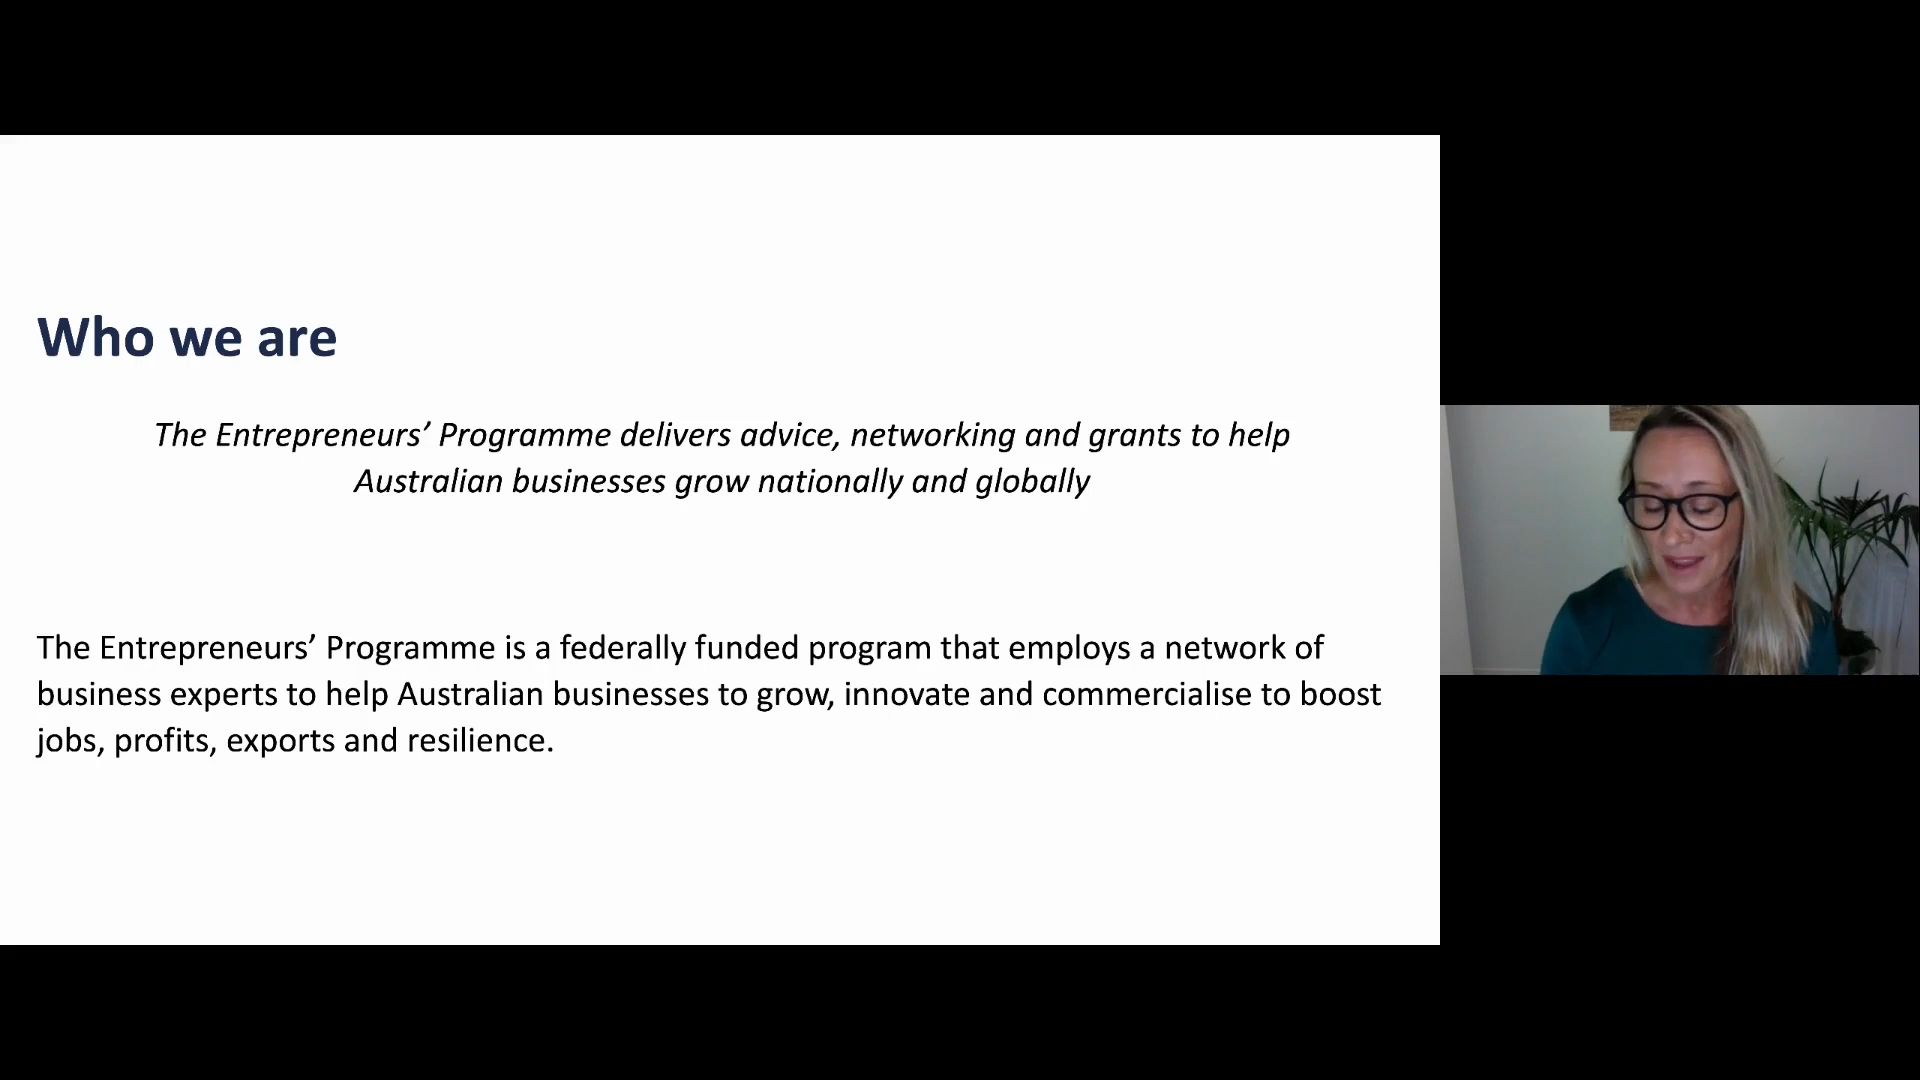 Who we are
The Entrepreneurs’ Programme delivers advice, networking and grants to help
Australian businesses grow nationally and globally
The Entrepreneurs’ Programme is a federally funded program that employs a network of
business experts to help Australian businesses to grow, innovate and commercialise to boost
jobs, profits, exports and resilience.